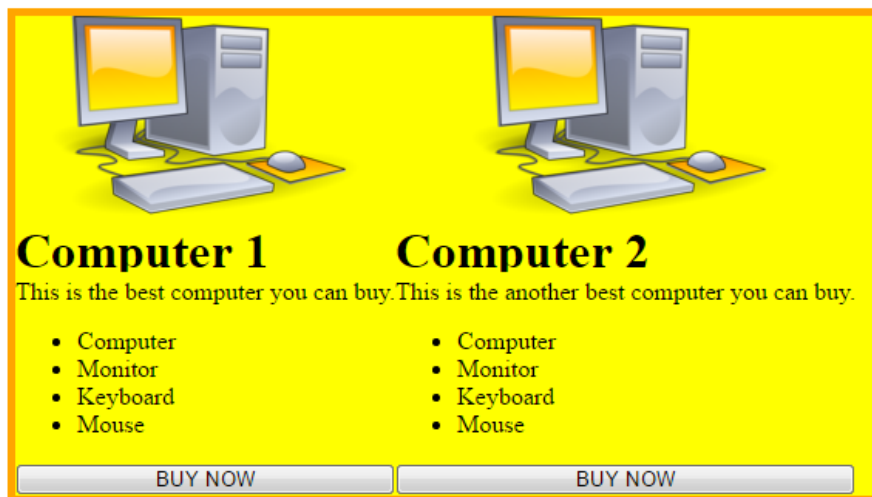 Computer 1
This is the best computer you can buy.
• Computer
• Monitor
• Keyboard
• Mouse
BUY NOW
Computer 2
This is the another best computer you can buy.
• Computer
• Monitor
• Keyboard
• Mouse
BUY NOW